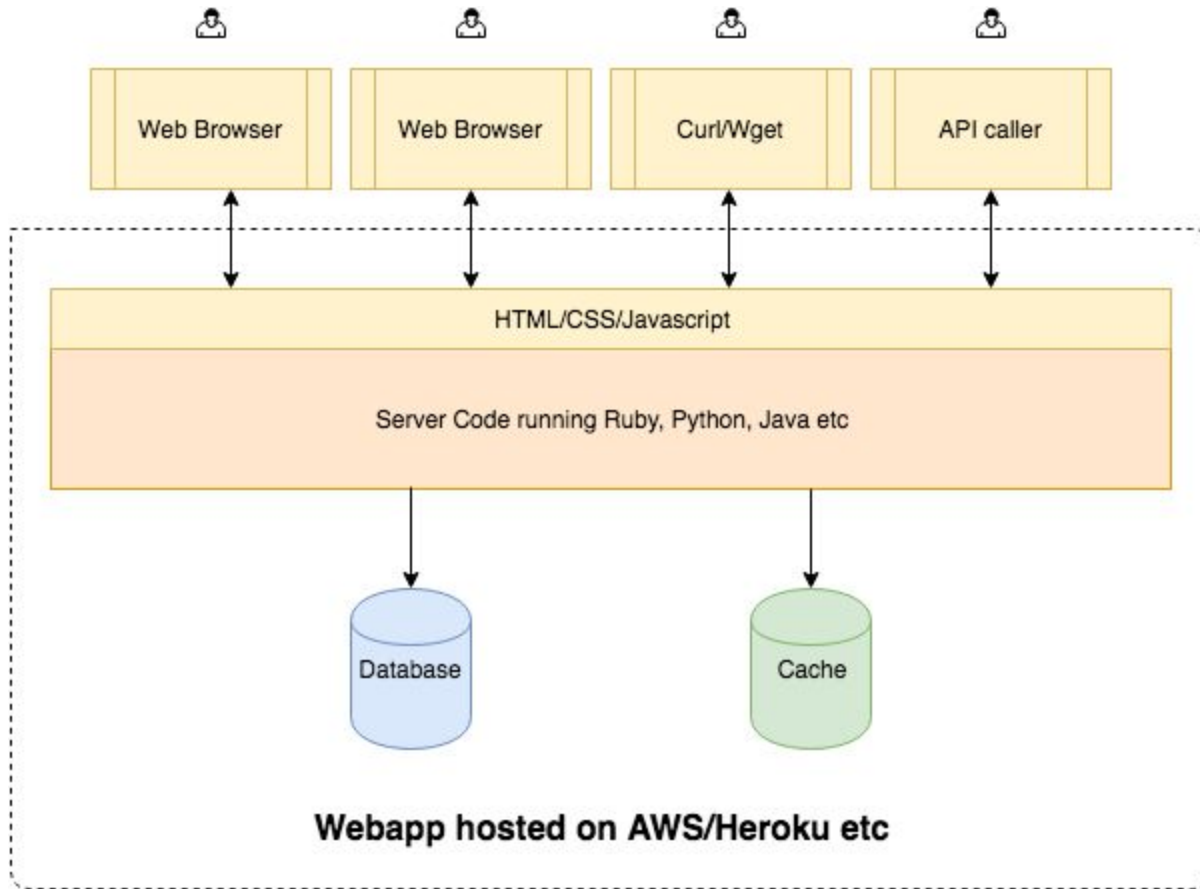 Web Browser
Web Browser
Curl/Wget
API caller
HTML/CSS/Javascript
Server Code running Ruby, Python, Java etc
Database
Cache
Webapp hosted on AWS/Heroku etc